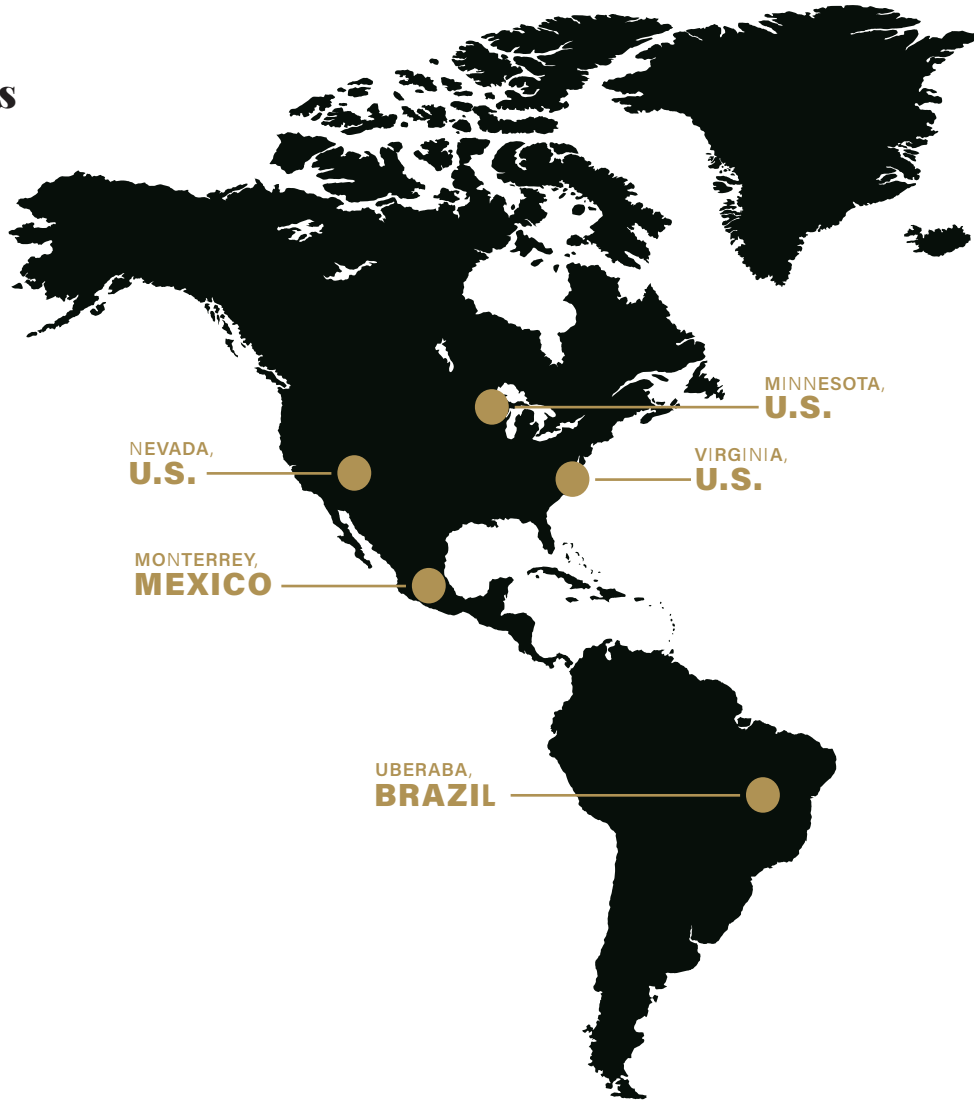 s
MINNESOTA,
U.S.
NEVADA,
U.S.
VIRGINIA,
U.S.
MONTERREY,
MEXICO
UBERABA,
BRAZIL